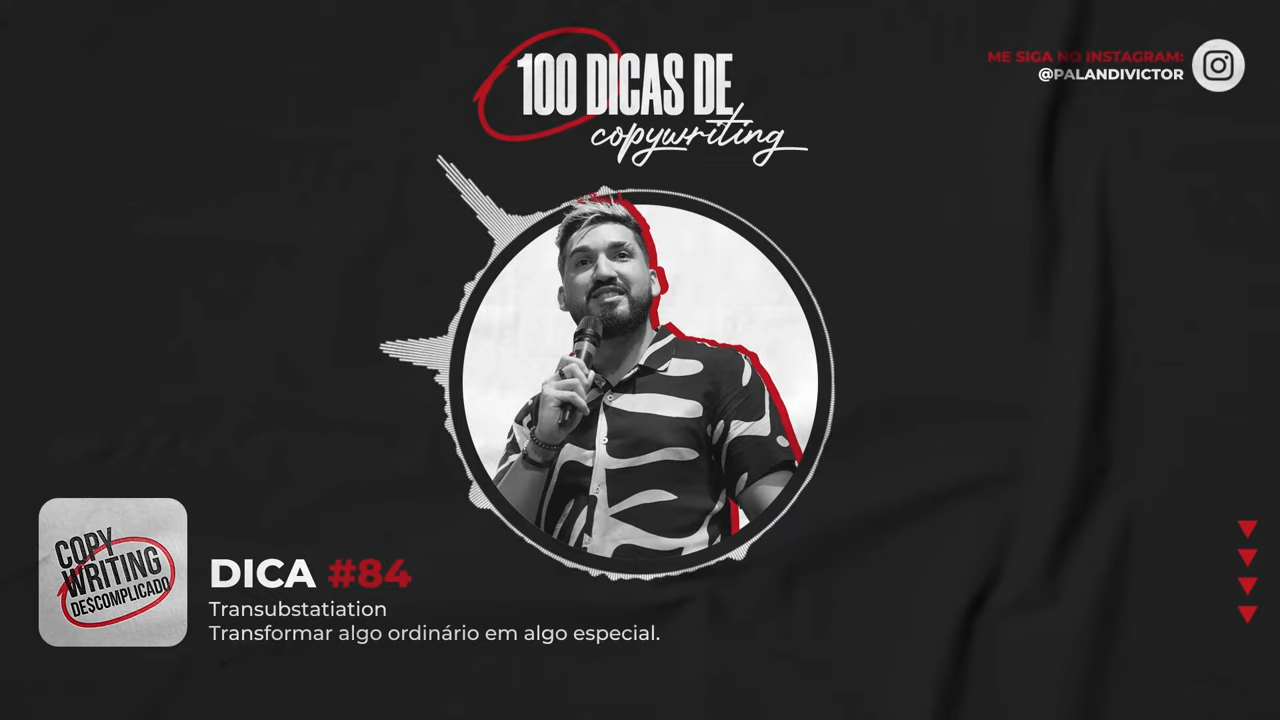 100 DICAS DE
copywriting
ME SIGA NO INSTAGRAM:
@PALANDIVICTOR
COPY
WRITING
DESCOMPLICADO
DICA #84
Transubstatiation
Transformar algo ordinário em algo especial.